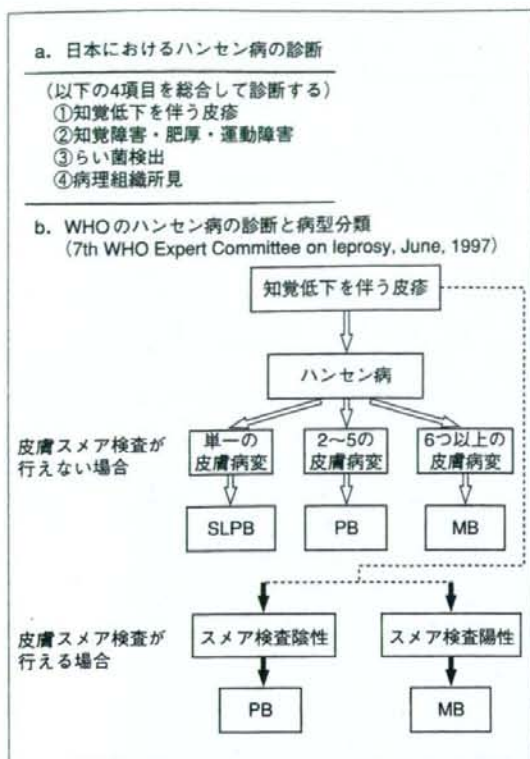 a. 日本におけるハンセン病の診断
(以下の4項目を総合して診断する)
①知覚低下を伴う皮疹
②知覚障害・肥厚・運動障害
③らい菌検出
④病理組織所見
b. WHOのハンセン病の診断と病型分類
(7th WHO Expert Committee on leprosy, June, 1997)
知覚低下を伴う皮疹
ハンセン病
皮膚スメア検査が
行えない場合
単一の
皮膚病変
2〜5の
皮膚病変
6つ以上の
皮膚病変
SLPB
PB
MB
皮膚スメア検査が
行える場合
スメア検査陰性
スメア検査陽性
PB
MB